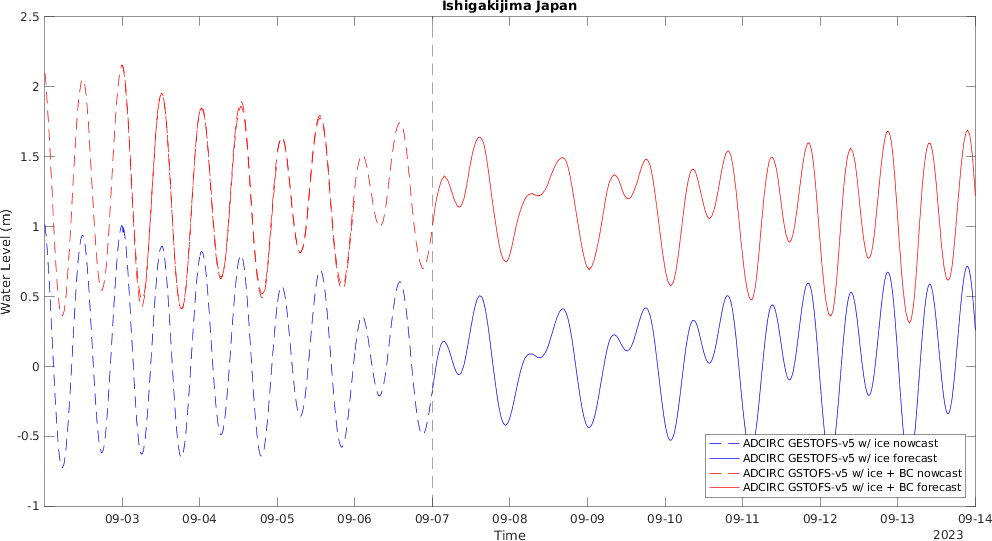 Ishigakijima Japan
2.5
2
1.5
1
0.5
0
-0.5
-1
Water Level (m)
ADCIRC GESTOFS-v5 w/ ice nowcast
ADCIRC GESTOFS-v5 w/ ice forecast
ADCIRC GSTOFS-v5 w/ ice + BC nowcast
ADCIRC GSTOFS-v5 w/ ice + BC forecast
09-03 09-04 09-05 09-06 09-07 09-08 09-09 09-10 09-11 09-12 09-13 09-14
Time
2023